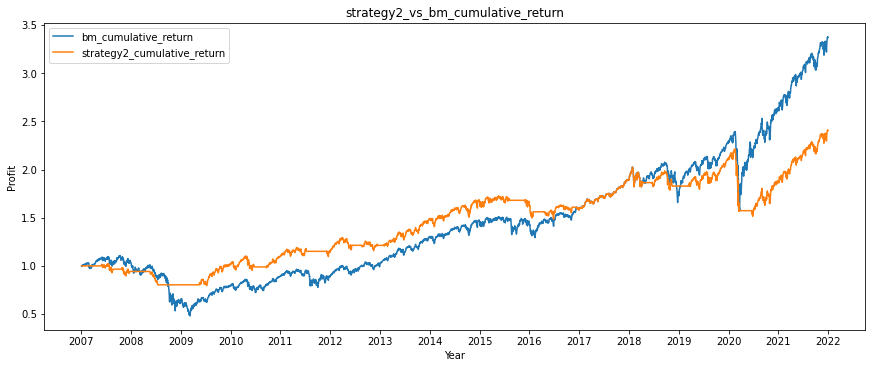 strategy2_vs_bm_cumulative_return
bm_cumulative_return
strategy2_cumulative_return
Profit
3.5
3.0
2.5
2.0
1.5
1.0
0.5
2007 2008 2009 2010 2011 2012 2013 2014 2015 2016 2017 2018 2019 2020 2021 2022
Year